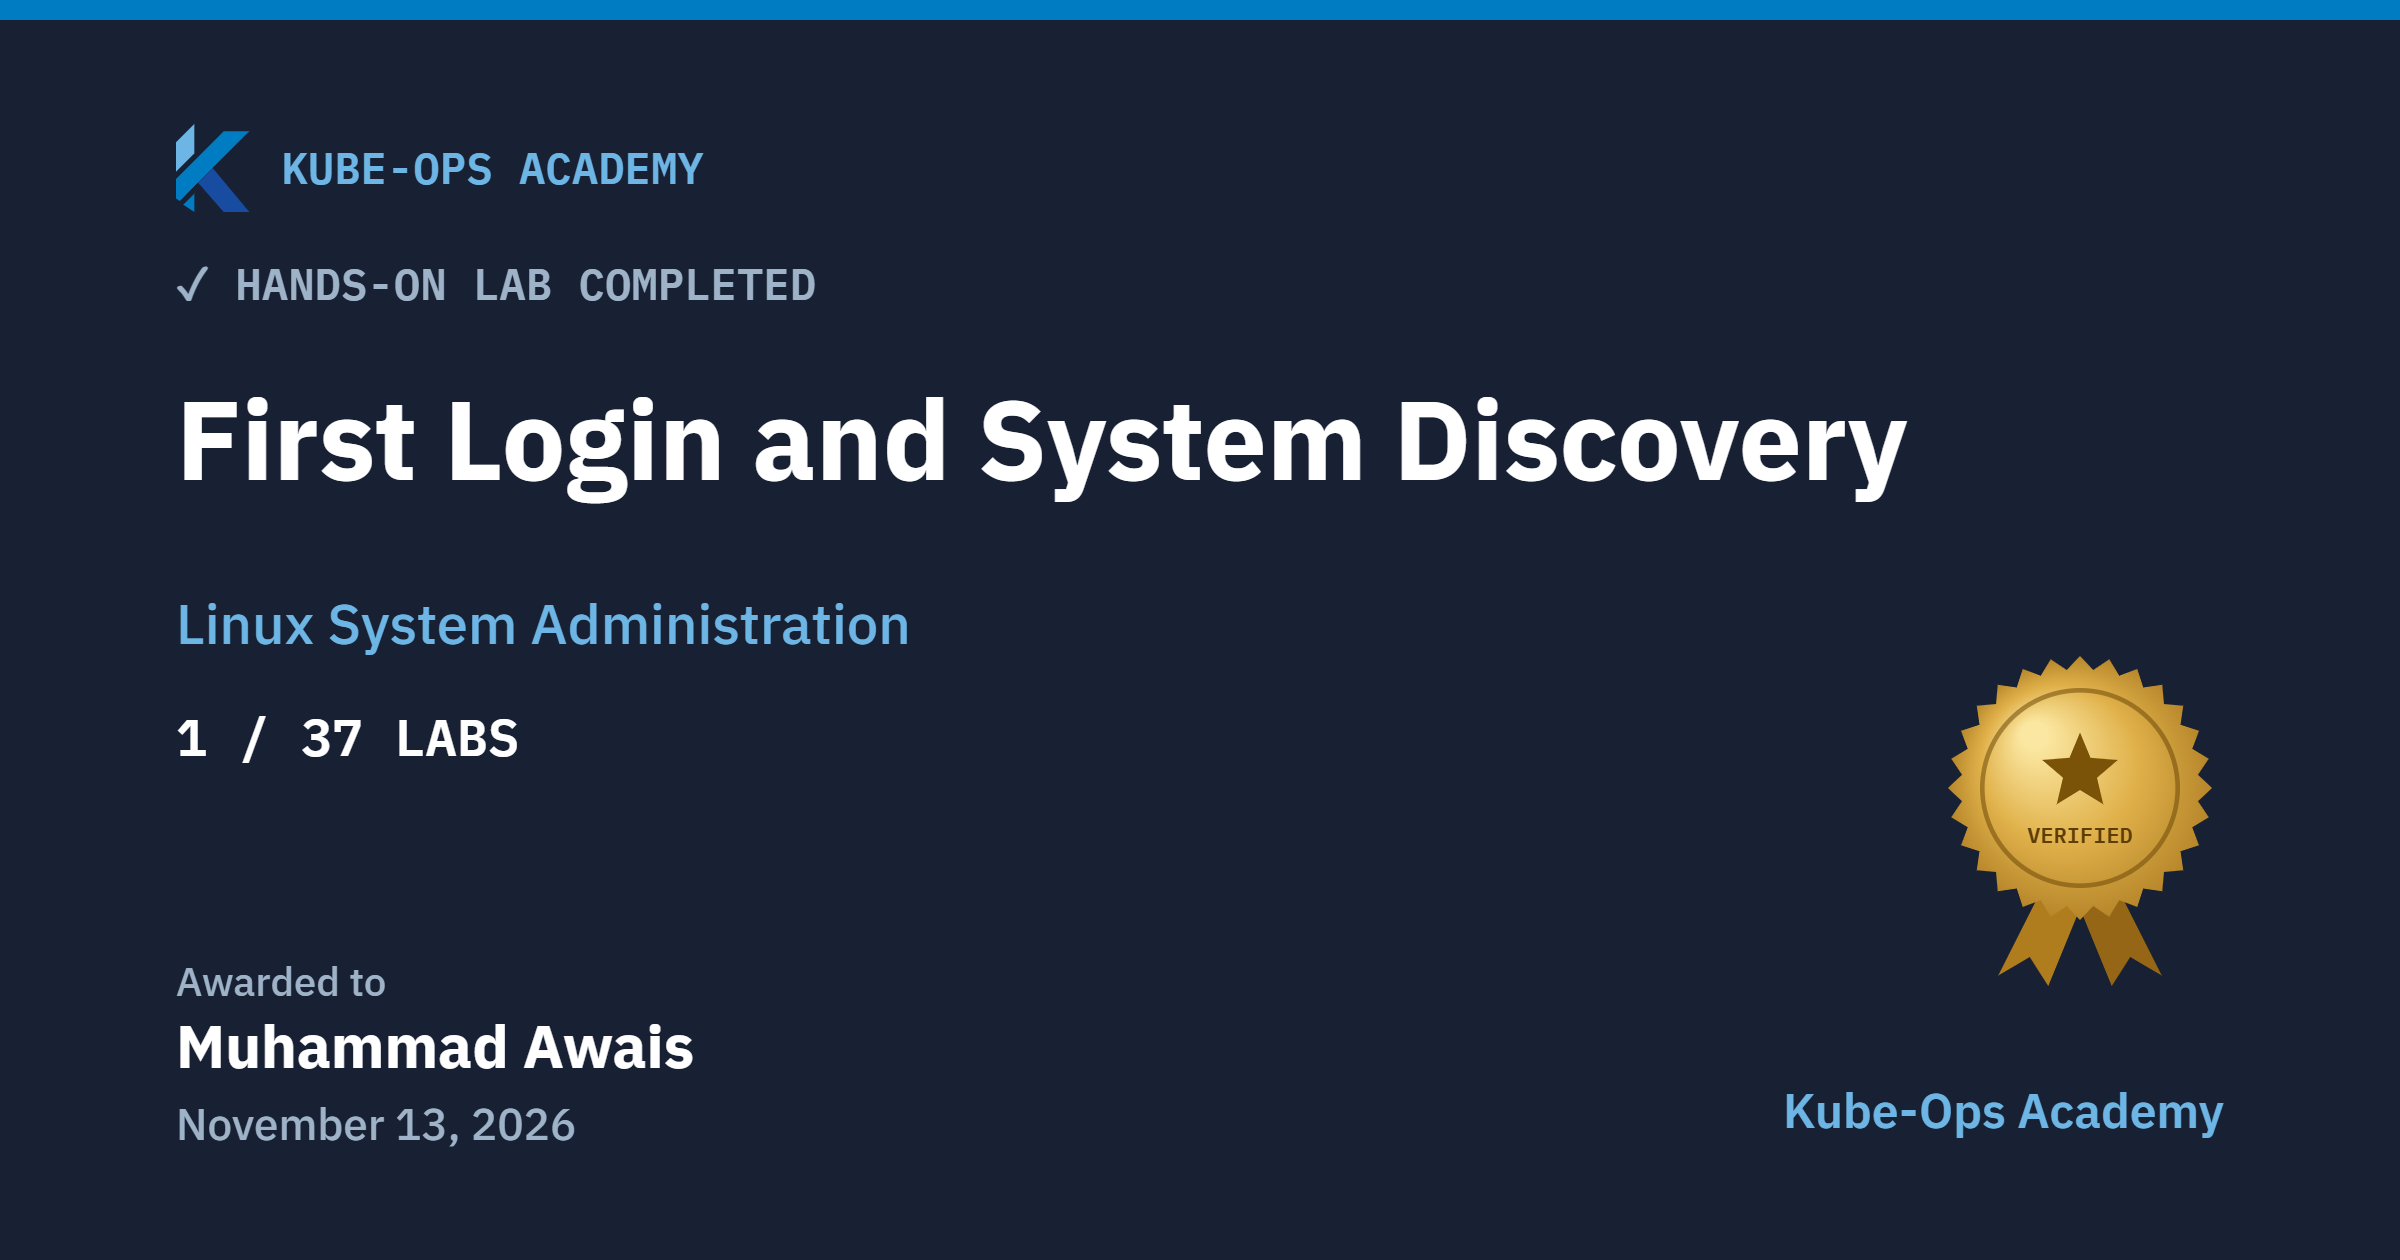 KUBE-OPS ACADEMY
✓ HANDS-ON LAB COMPLETED
First Login and System Discovery
Linux System Administration
1 / 37 LABS
VERIFIED
Awarded to
Muhammad Awais
November 13, 2026
Kube-Ops Academy